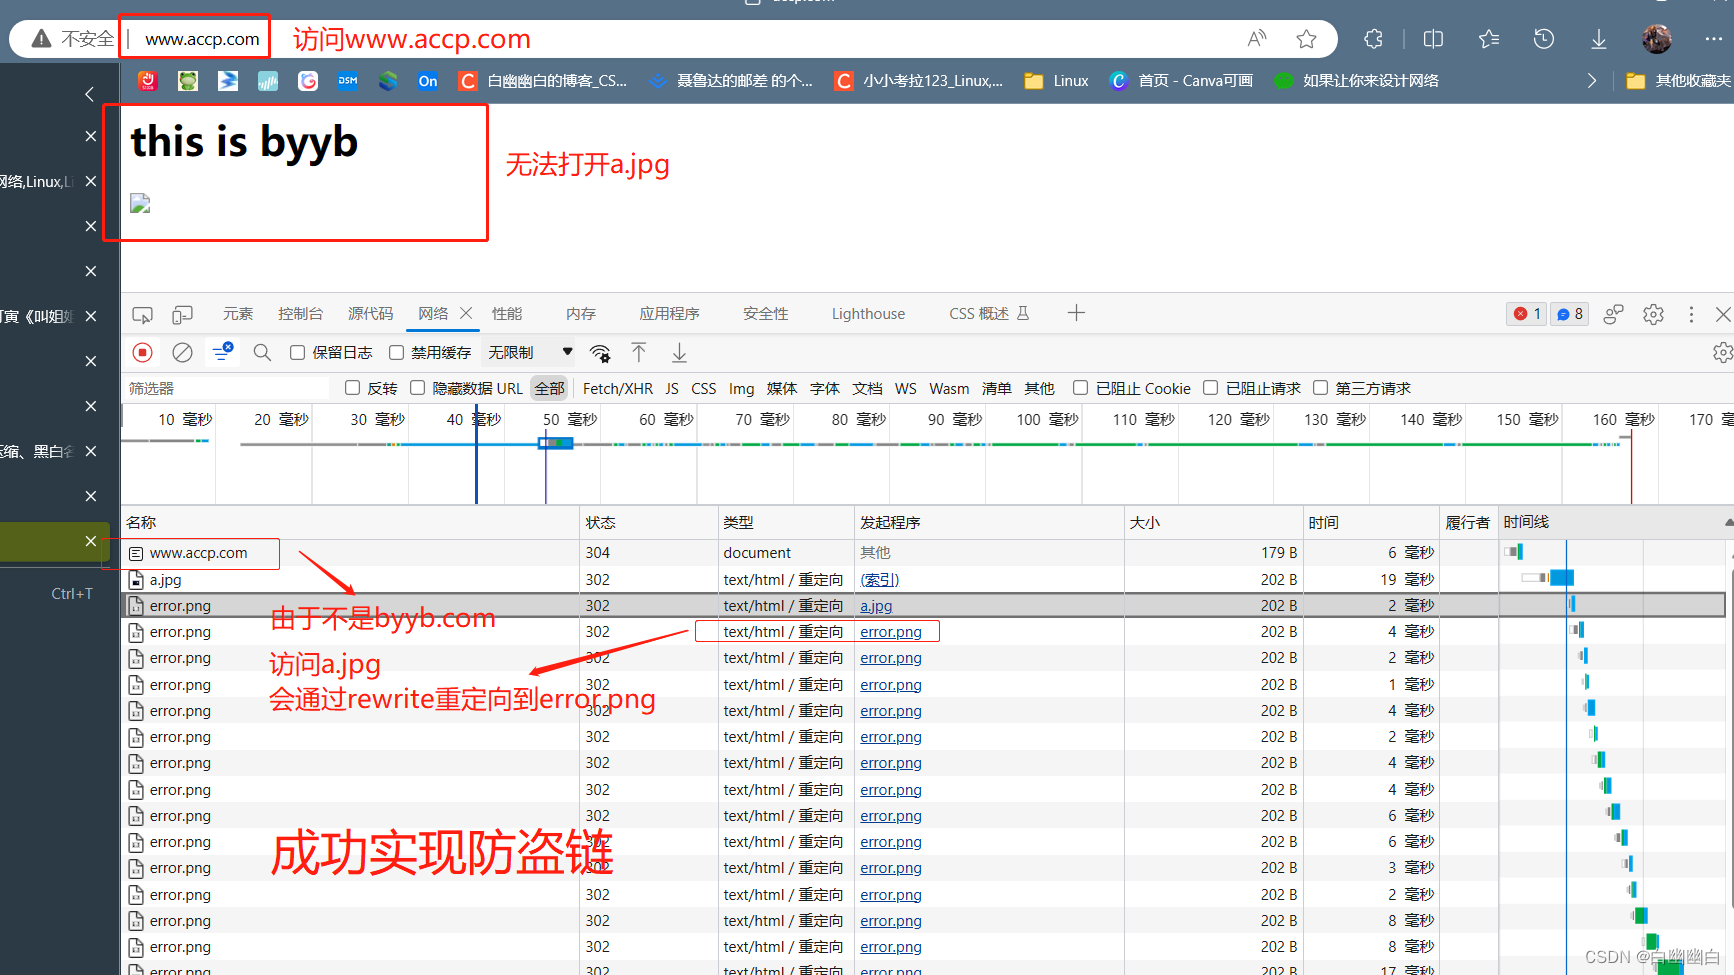 不安全
www.accp.com
访问www.accp.com
白幽幽白的博客_CS...
聂鲁达的邮差 的个...
小小考拉123_Linux,...
Linux
首页 - Canva可画
如果让你来设计网络
其他收藏夹
DSM
On
网络,Linux,Li
寅《叫姐姐
压缩、黑白名
Ctrl+T
this is byyb
无法打开a.jpg
元素
控制台
源代码
网络
性能
内存
应用程序
安全性
Lighthouse
CSS 概述
1
8
保留日志
禁用缓存
无限制
筛选器
反转
隐藏数据 URL
全部
Fetch/XHR
JS
CSS
Img
媒体
字体
文档
WS
Wasm
清单
其他
已阻止 Cookie
已阻止请求
第三方请求
10 毫秒
20 毫秒
30 毫秒
40 毫秒
50 毫秒
60 毫秒
70 毫秒
80 毫秒
90 毫秒
100 毫秒
110 毫秒
120 毫秒
130 毫秒
140 毫秒
150 毫秒
160 毫秒
170 毫
名称 状态 类型 发起程序 大小 时间 履行者 时间线
www.accp.com 304 document 其他 179 B 6 毫秒
a.jpg 302 text/html / 重定向 (索引) 202 B 19 毫秒
error.png 302 text/html / 重定向 a.jpg 202 B 2 毫秒
error.png 302 text/html / 重定向 error.png 202 B 4 毫秒
error.png 302 text/html / 重定向 error.png 202 B 2 毫秒
error.png 302 text/html / 重定向 error.png 202 B 1 毫秒
error.png 302 text/html / 重定向 error.png 202 B 4 毫秒
error.png 302 text/html / 重定向 error.png 202 B 2 毫秒
error.png 302 text/html / 重定向 error.png 202 B 4 毫秒
error.png 302 text/html / 重定向 error.png 202 B 4 毫秒
error.png 302 text/html / 重定向 error.png 202 B 6 毫秒
error.png 302 text/html / 重定向 error.png 202 B 6 毫秒
error.png 302 text/html / 重定向 error.png 202 B 3 毫秒
error.png 302 text/html / 重定向 error.png 202 B 2 毫秒
error.png 302 text/html / 重定向 error.png 202 B 8 毫秒
error.png 302 text/html / 重定向 error.png 202 B 8 毫秒
error.png 302 text/html / 重定向 error.png 202 B 17 毫秒
由于不是byyb.com
访问a.jpg
会通过rewrite重定向到error.png
成功实现防盗链
CSDN @白幽幽白